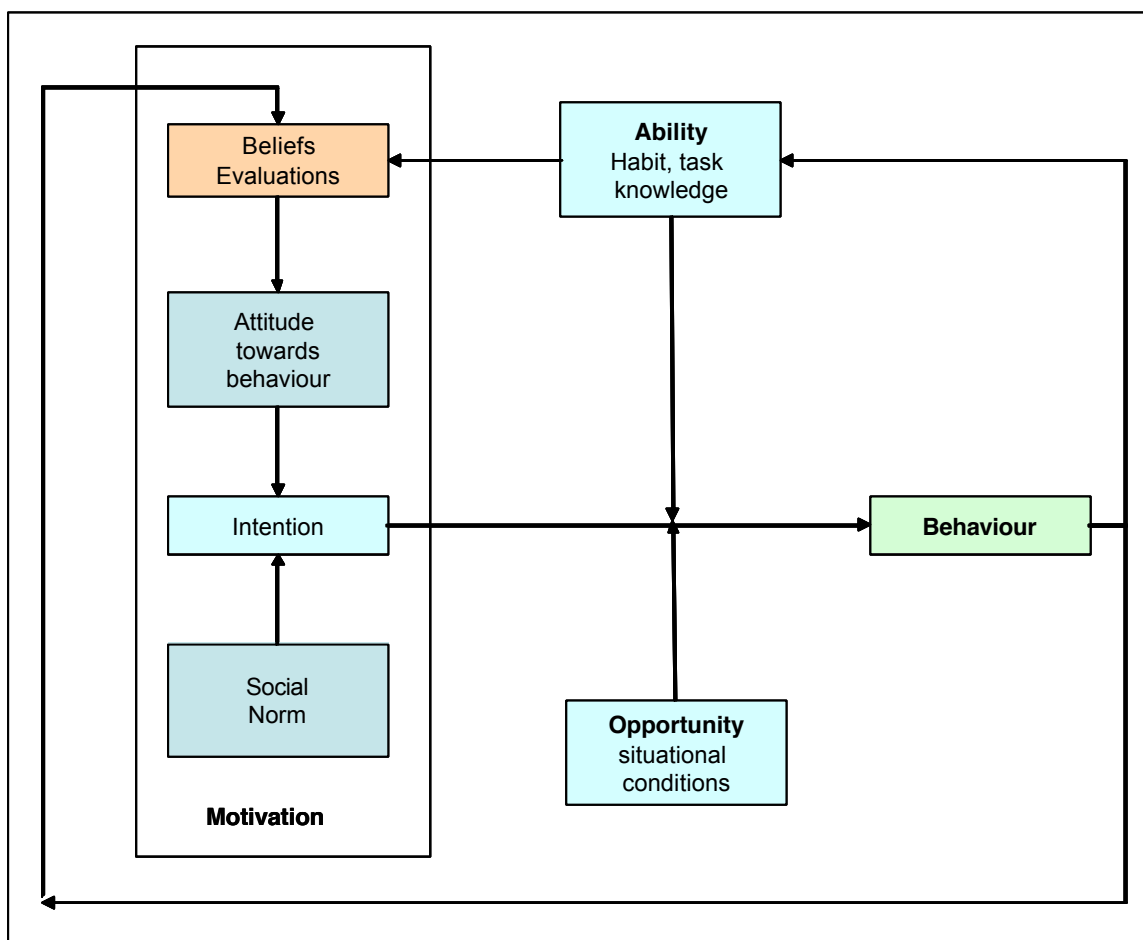 Beliefs
Evaluations
Ability
Habit, task
knowledge
Attitude
towards
behaviour
Intention
Behaviour
Social
Norm
Opportunity
situational
conditions
Motivation